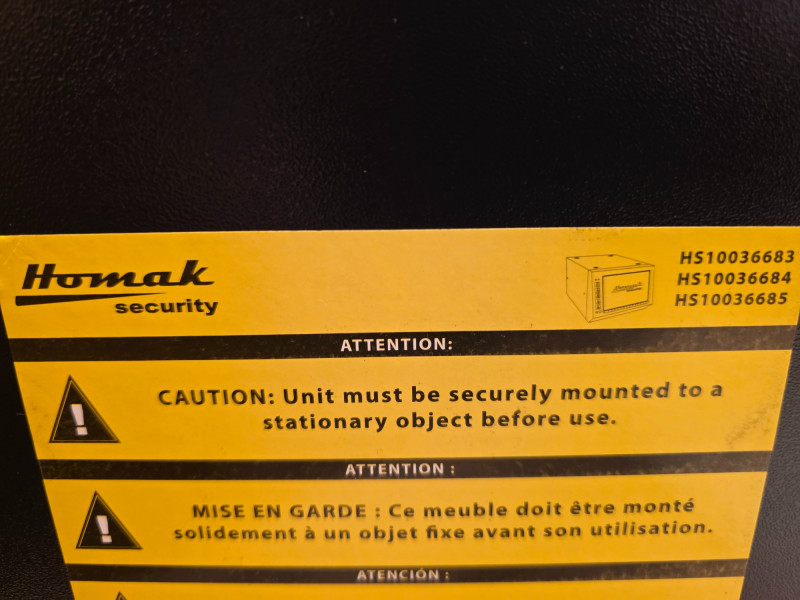 Homak
security
HS10036683
HS10036684
HS10036685
ATTENTION:
CAUTION: Unit must be securely mounted to a
stationary object before use.
ATTENTION :
MISE EN GARDE : Ce meuble doit être monté
solidement à un objet fixe avant son utilisation.
ATENCIÓN :